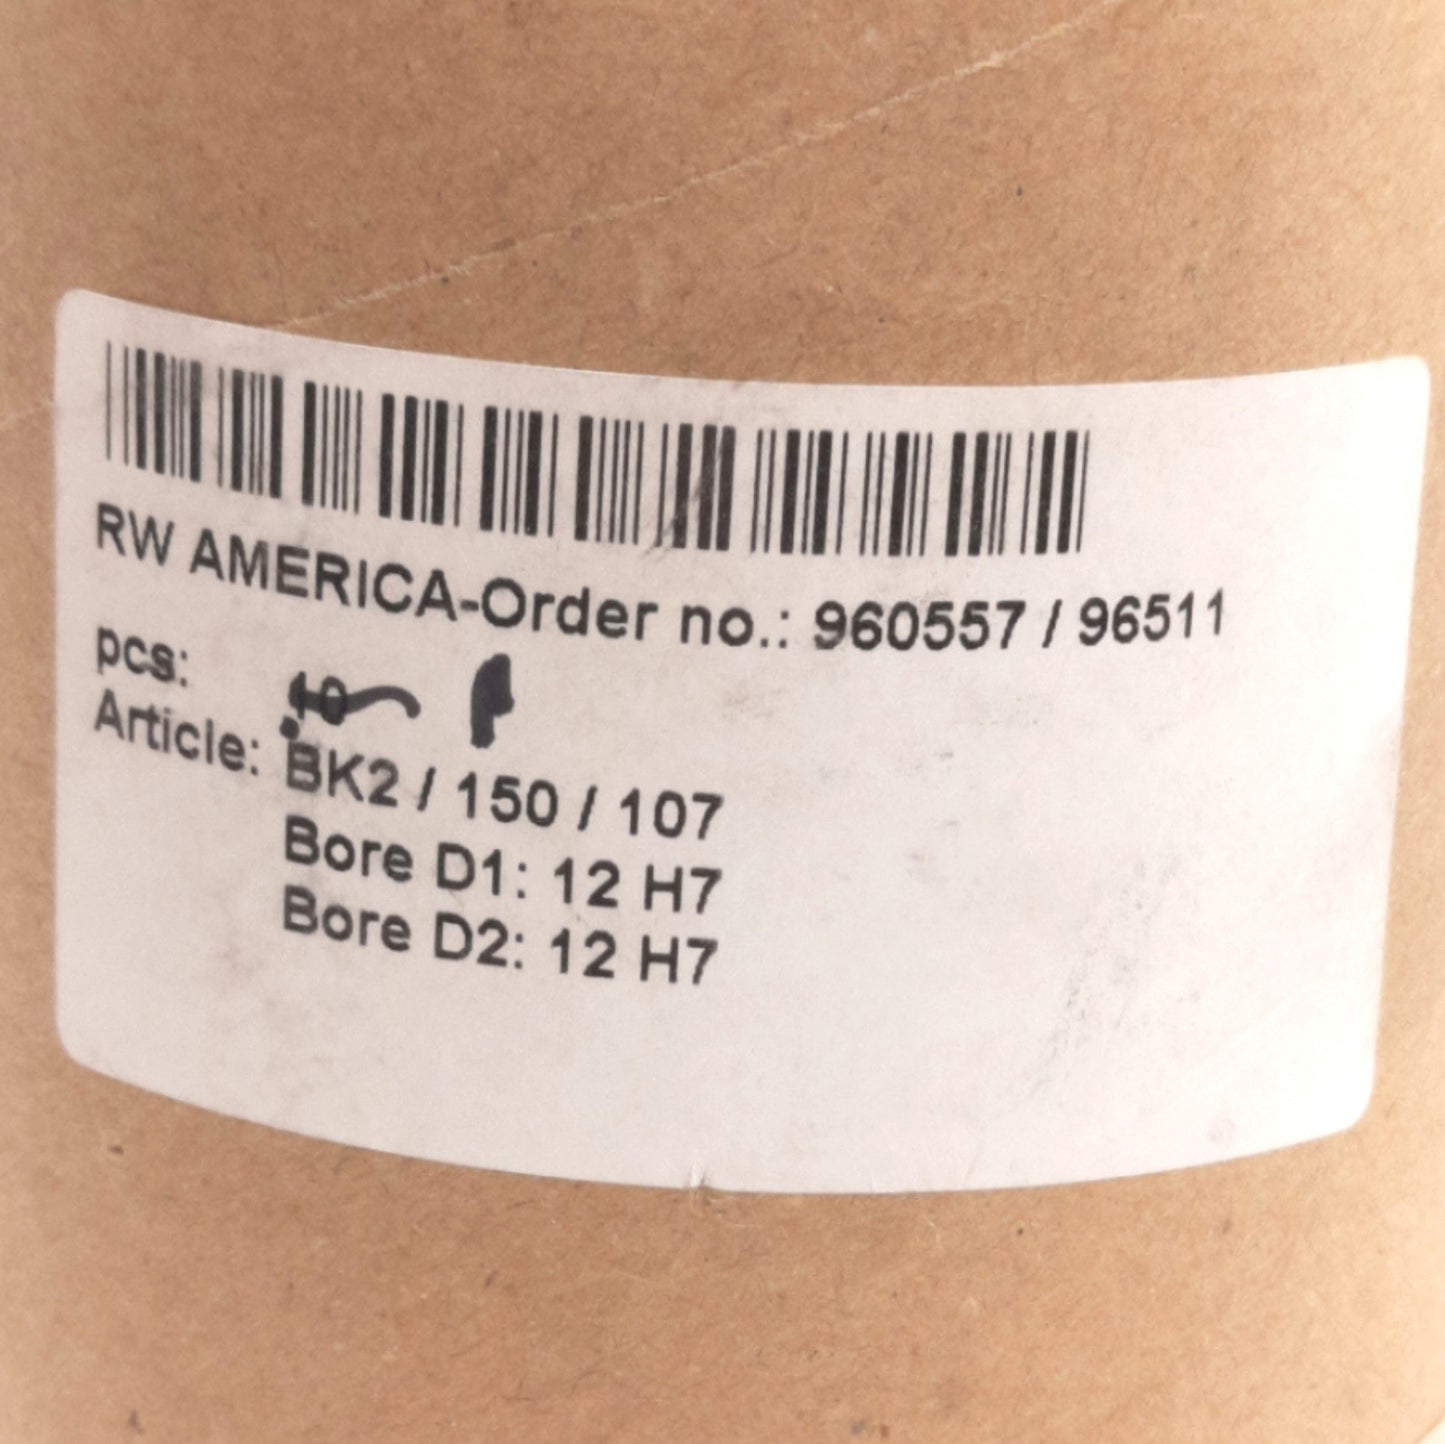 RW AMERICA-Order no.: 960557 / 96511
pcs: 10
Article: BK2 / 150 / 107
Bore D1: 12 H7
Bore D2: 12 H7